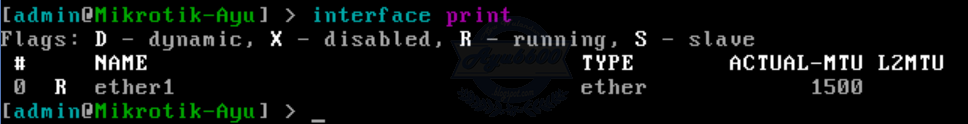 [admin@Mikrotik-Ayu] > interface print
Flags: D - dynamic, X - disabled, R - running, S - slave
# NAME TYPE ACTUAL-MTU L2MTU
0 R ether1 ether 1500
[admin@Mikrotik-Ayu] > _